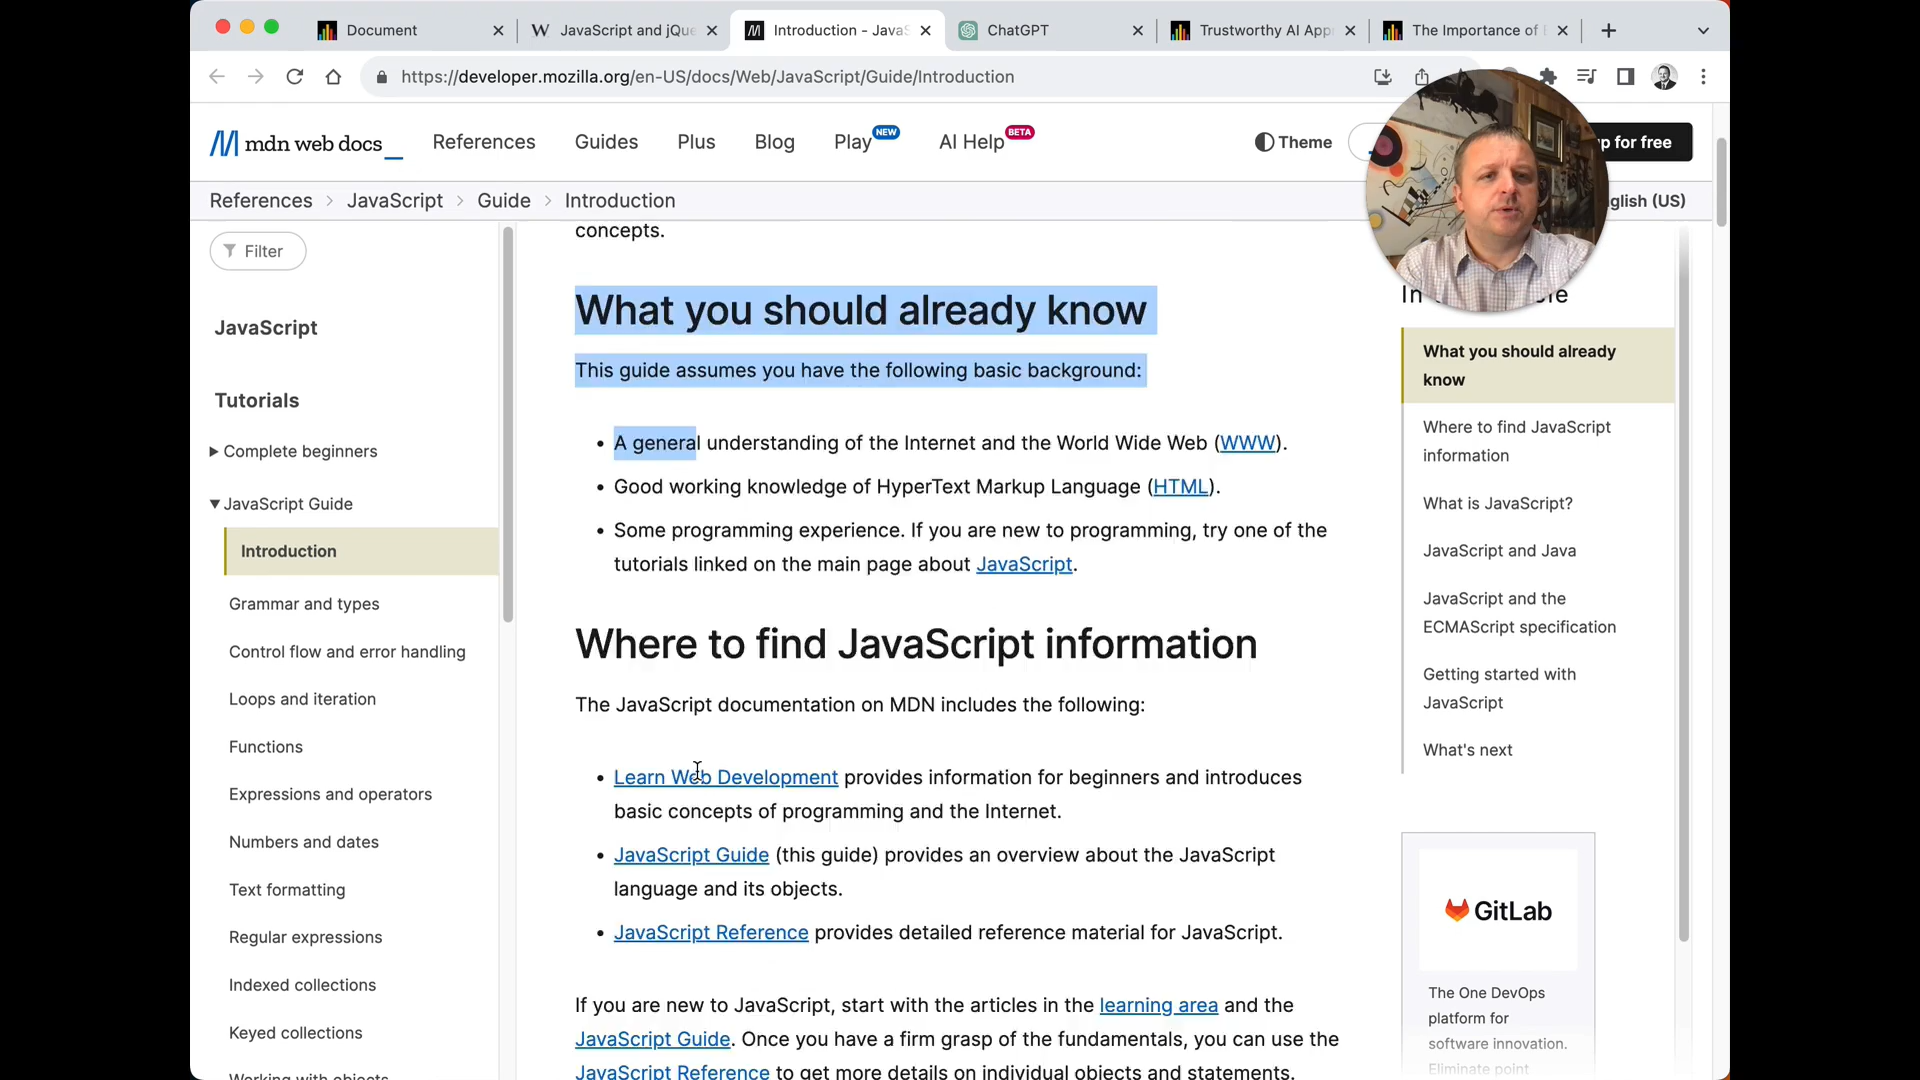 Document
W JavaScript and jQue
Introduction - JavaS
ChatGPT
Trustworthy AI App
The Importance of
https://developer.mozilla.org/en-US/docs/Web/JavaScript/Guide/Introduction
mdn web docs_
References
Guides
Plus
Blog
Play NEW
AI Help BETA
Theme
p for free
References
JavaScript
Guide
Introduction
glish (US)
Filter
JavaScript
Tutorials
Complete beginners
JavaScript Guide
Introduction
Grammar and types
Control flow and error handling
Loops and iteration
Functions
Expressions and operators
Numbers and dates
Text formatting
Regular expressions
Indexed collections
Keyed collections
Working with objects
concepts.
What you should already know
This guide assumes you have the following basic background:
• A general understanding of the Internet and the World Wide Web (WWW).
• Good working knowledge of HyperText Markup Language (HTML).
• Some programming experience. If you are new to programming, try one of the
tutorials linked on the main page about JavaScript.
Where to find JavaScript information
The JavaScript documentation on MDN includes the following:
• Learn Web Development provides information for beginners and introduces
basic concepts of programming and the Internet.
• JavaScript Guide (this guide) provides an overview about the JavaScript
language and its objects.
• JavaScript Reference provides detailed reference material for JavaScript.
If you are new to JavaScript, start with the articles in the learning area and the
JavaScript Guide. Once you have a firm grasp of the fundamentals, you can use the
JavaScript Reference to get more details on individual objects and statements.
What you should already
know
Where to find JavaScript
information
What is JavaScript?
JavaScript and Java
JavaScript and the
ECMAScript specification
Getting started with
JavaScript
What's next
GitLab
The One DevOps
platform for
software innovation.
Eliminate point